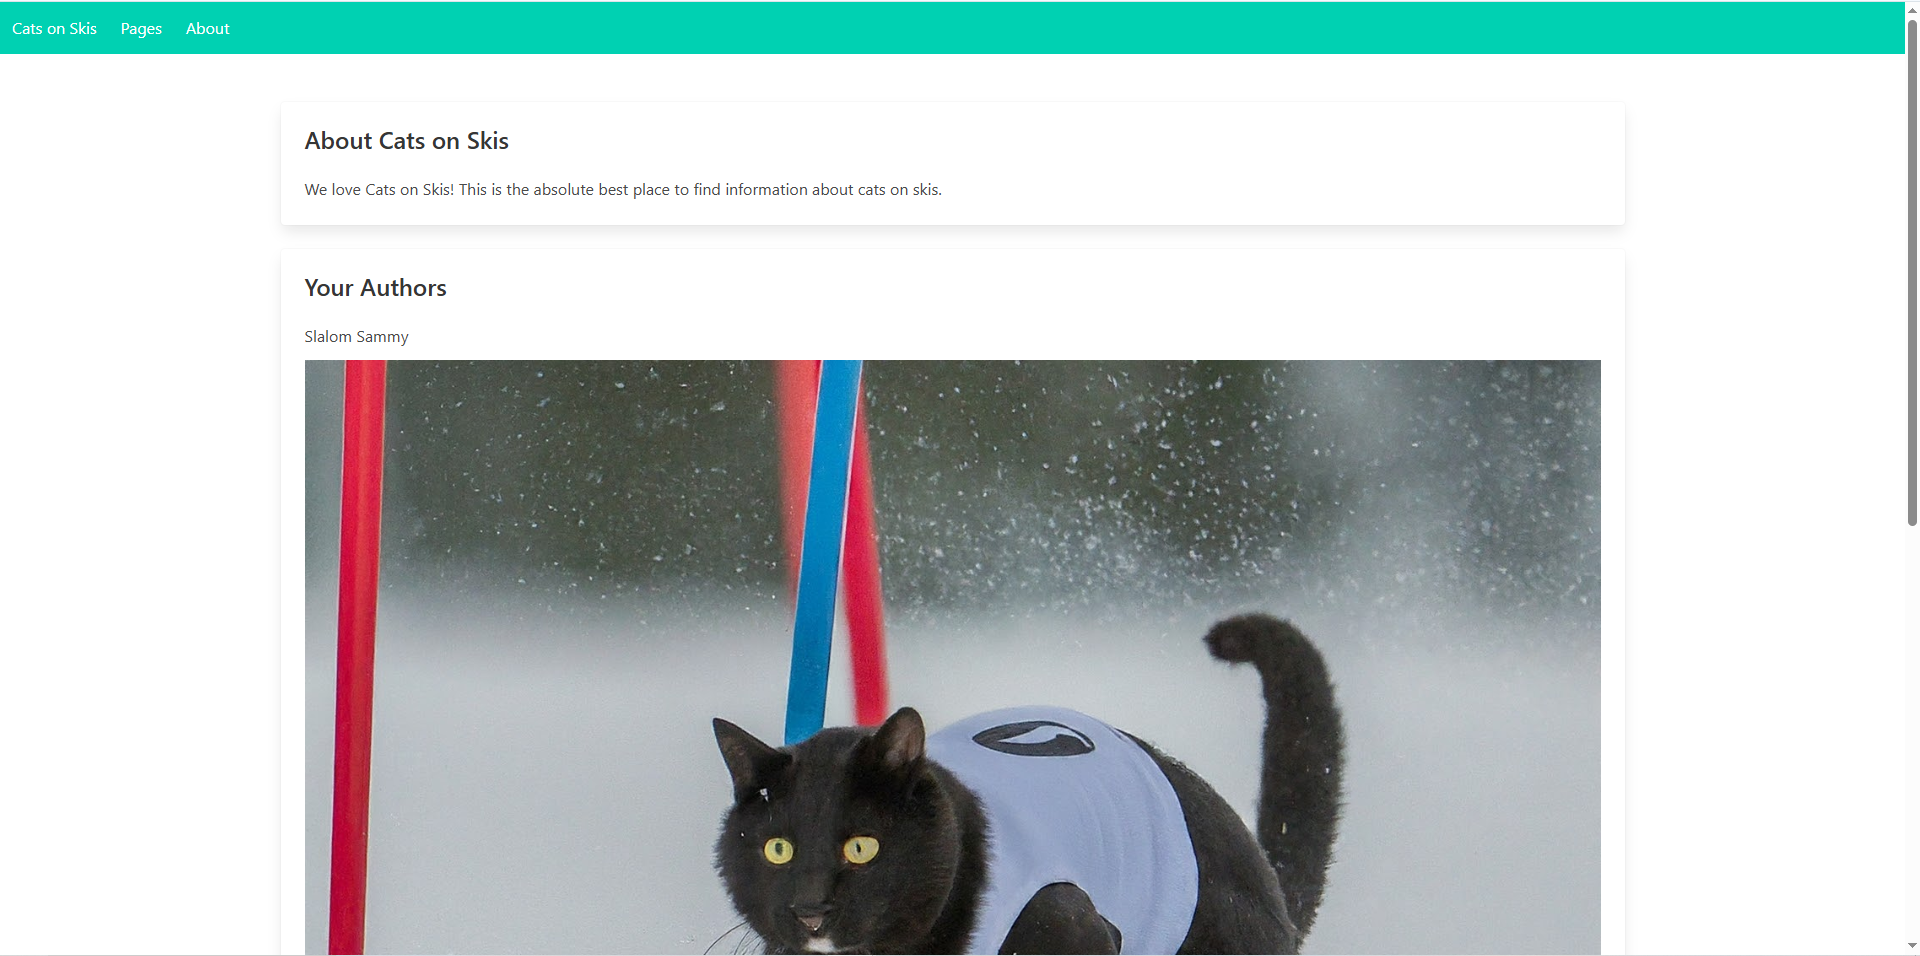 Cats on Skis Pages About
About Cats on Skis
We love Cats on Skis! This is the absolute best place to find information about cats on skis.
Your Authors
Slalom Sammy